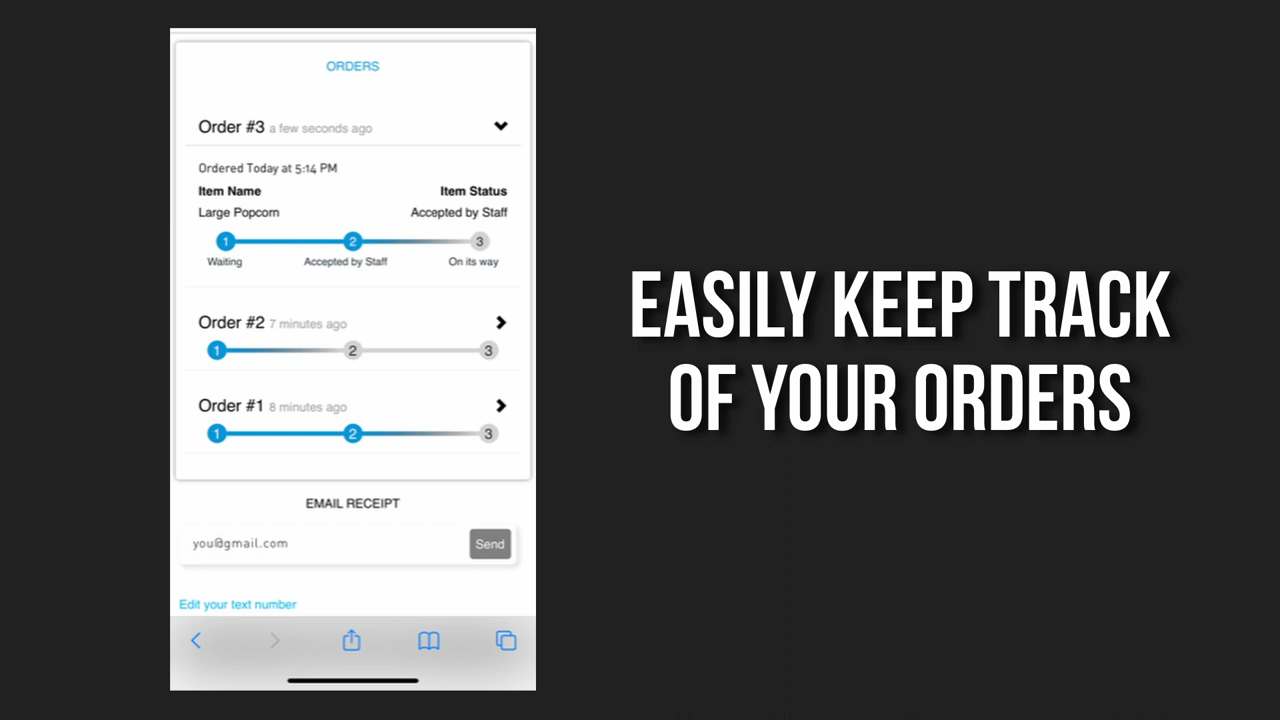 ORDERS
Order #3 a few seconds ago
Ordered Today at 5:14 PM
Item Name Item Status
Large Popcorn Accepted by Staff
1 2 3
Waiting Accepted by Staff On its way
Order #2 7 minutes ago
1 2 3
Order #1 8 minutes ago
1 2 3
EMAIL RECEIPT
you@gmail.com Send
Edit your text number
EASILY KEEP TRACK
OF YOUR ORDERS